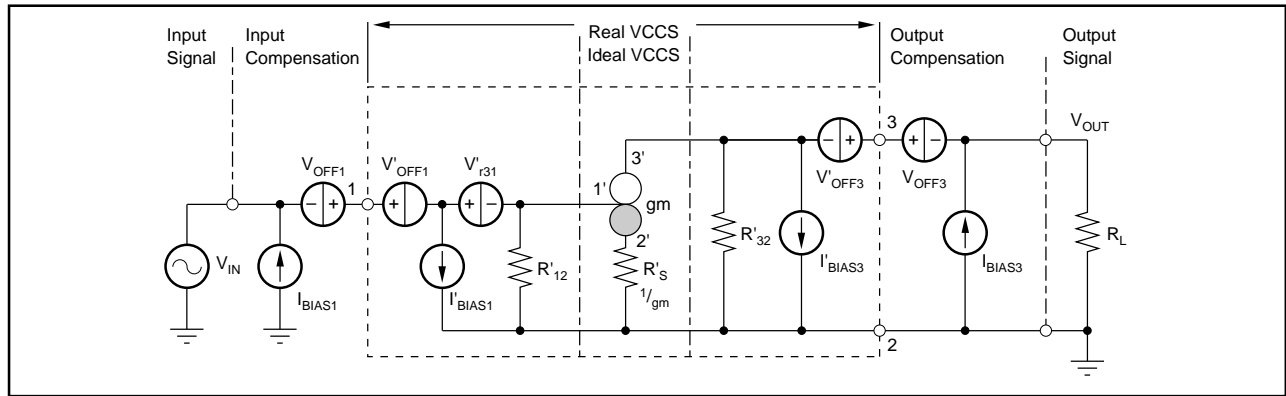 Input
Signal
Input
Compensation
Real VCCS
Ideal VCCS
Output
Compensation
Output
Signal
V_OFF1
1
V'_OFF1
V'_r31
1'
3'
gm
2'
V'_OFF3
3
V_OFF3
V_OUT
V_IN
I_BIAS1
I'_BIAS1
R'_12
R'_S
1/gm
R'_32
I'_BIAS3
I_BIAS3
R_L
2